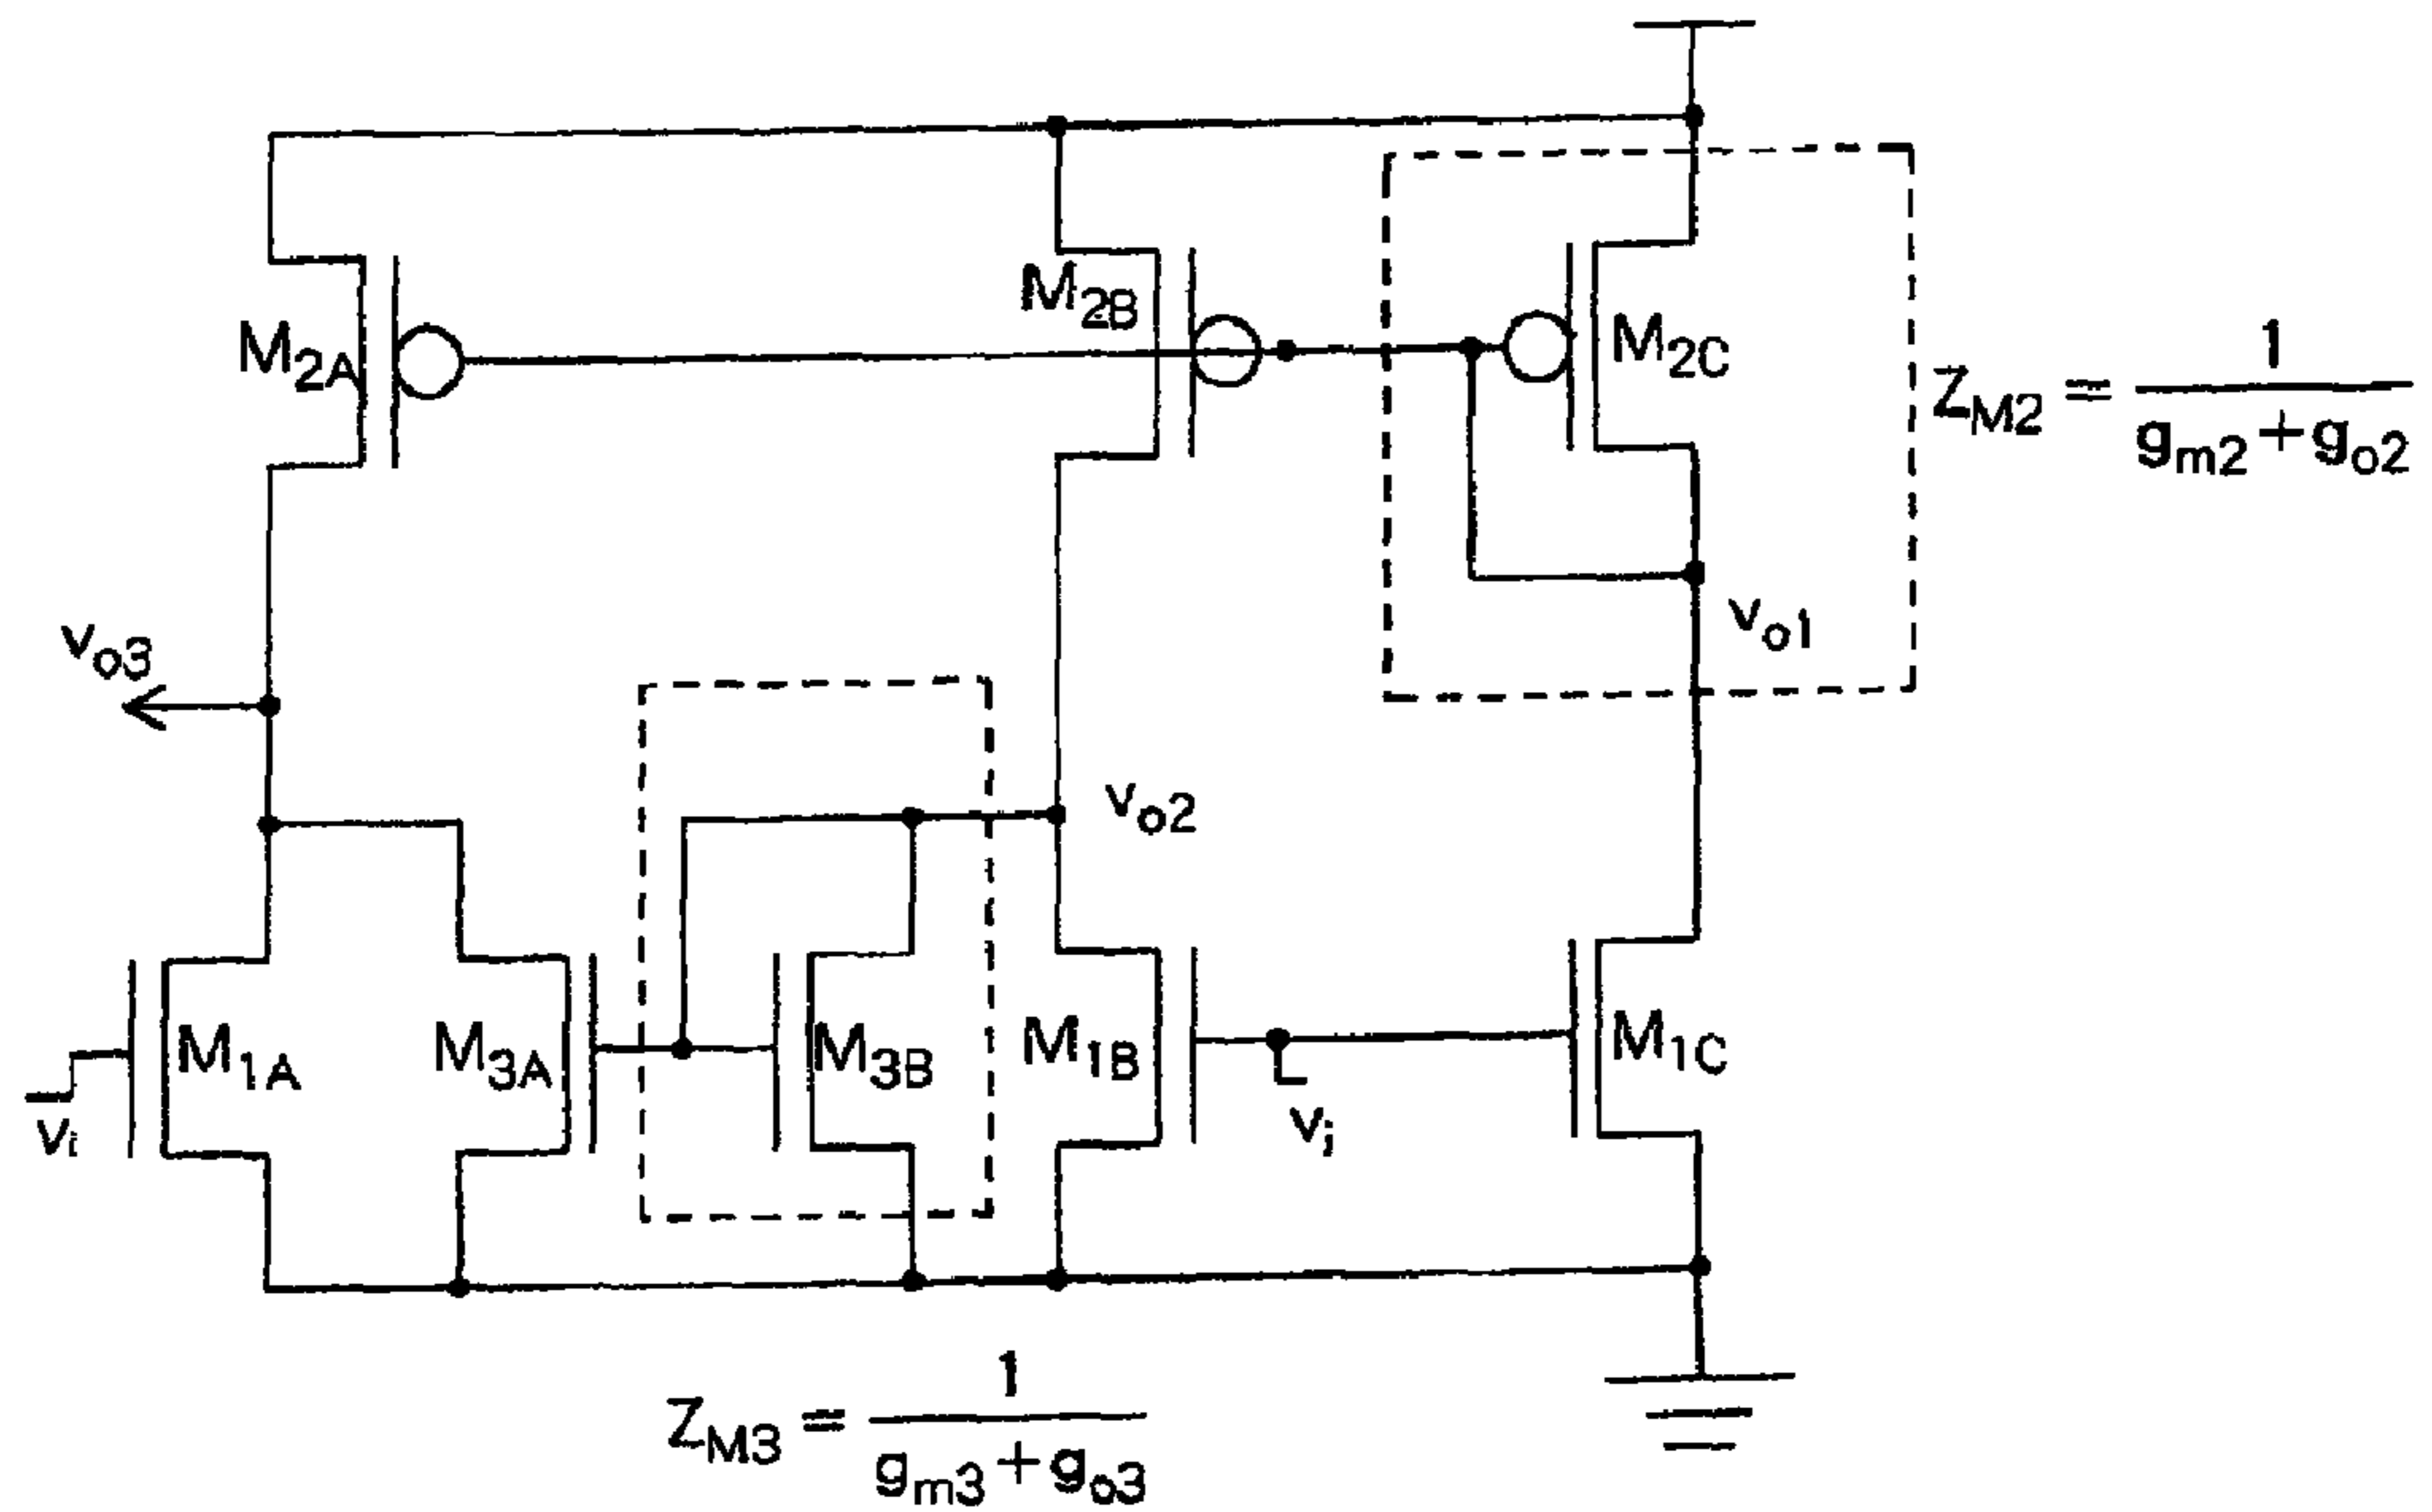 M2A
M2B
M2C
ZM2 = 1/(gm2+go2)
vo3
vo1
vo2
M1A
M3A
M3B
M1B
M1C
vi
vi
ZM3 = 1/(gm3+go3)